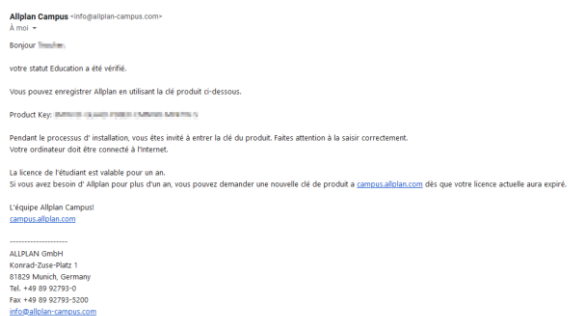 Allplan Campus <info@allplan-campus.com>
À moi
Bonjour
votre statut Education a été vérifié.
Vous pouvez enregistrer Allplan en utilisant la clé produit ci-dessous.
Product Key:
Pendant le processus d' installation, vous êtes invité à entrer la clé du produit. Faites attention à la saisir correctement.
Votre ordinateur doit être connecté à l'Internet.
La licence de l'étudiant est valable pour un an.
Si vous avez besoin d' Allplan pour plus d'un an, vous pouvez demander une nouvelle clé de produit a campus.allplan.com dès que votre licence actuelle aura expiré.
L'équipe Allplan Campus!
campus.allplan.com
--------------------
ALLPLAN GmbH
Konrad-Zuse-Platz 1
81829 Munich, Germany
Tel. +49 89 92793-0
Fax +49 89 92793-5200
info@allplan-campus.com